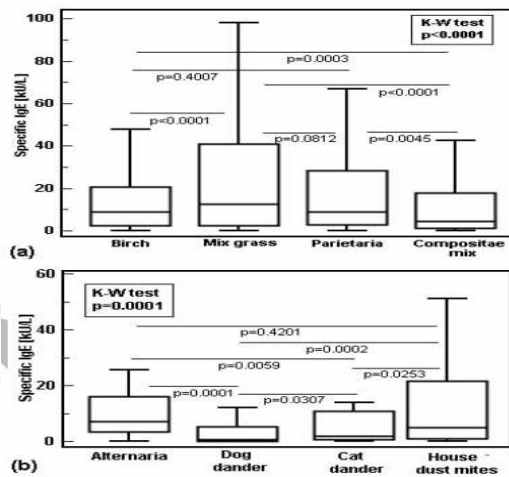 100
80
60
40
20
0
Specific IgE [kU/L]
K-W test
p<0.0001
p=0.0003
p=0.4007
p<0.0001
p<0.0001
p=0.0812
p=0.0045
(a)
Birch
Mix grass
Parietaria
Compositae
mix
60
40
20
0
Specific IgE [kU/L]
K-W test
p=0.0001
p=0.4201
p=0.0002
p=0.0059
p=0.0253
p=0.0001
p=0.0307
(b)
Alternaria
Dog
dander
Cat
dander
House
dust mites